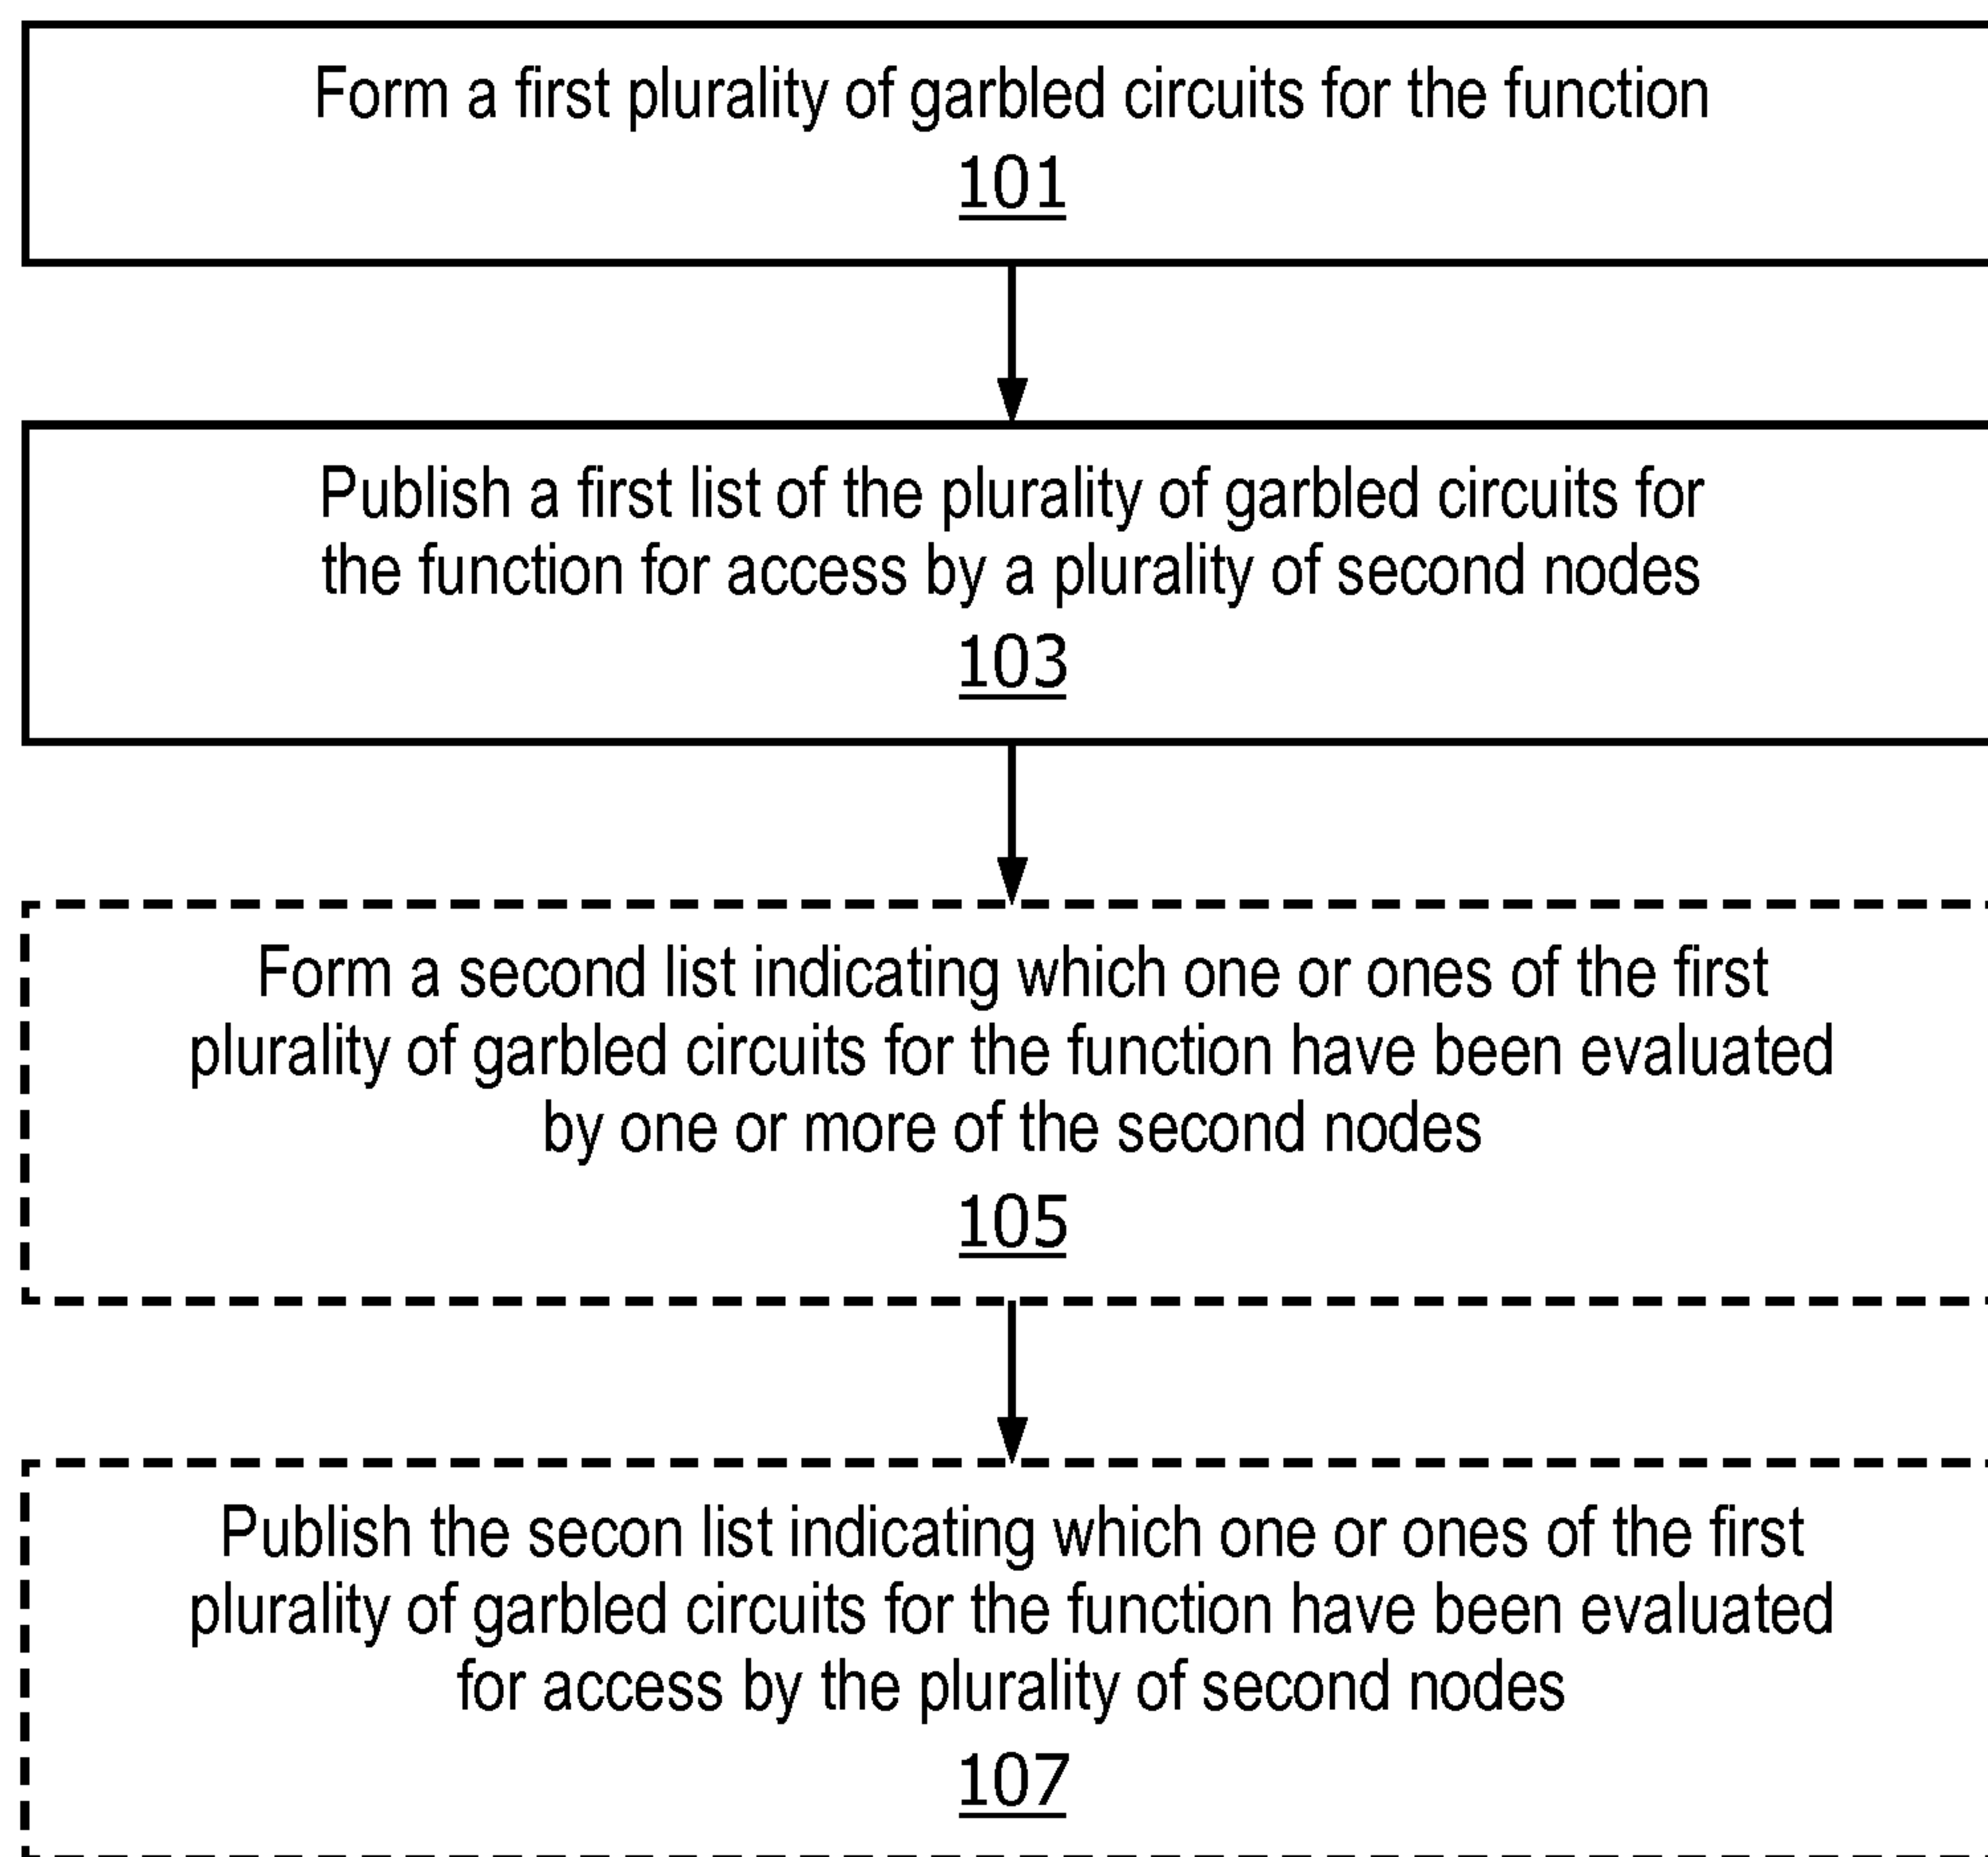 Form a first plurality of garbled circuits for the function
101
Publish a first list of the plurality of garbled circuits for
the function for access by a plurality of second nodes
103
Form a second list indicating which one or ones of the first
plurality of garbled circuits for the function have been evaluated
by one or more of the second nodes
105
Publish the secon list indicating which one or ones of the first
plurality of garbled circuits for the function have been evaluated
for access by the plurality of second nodes
107